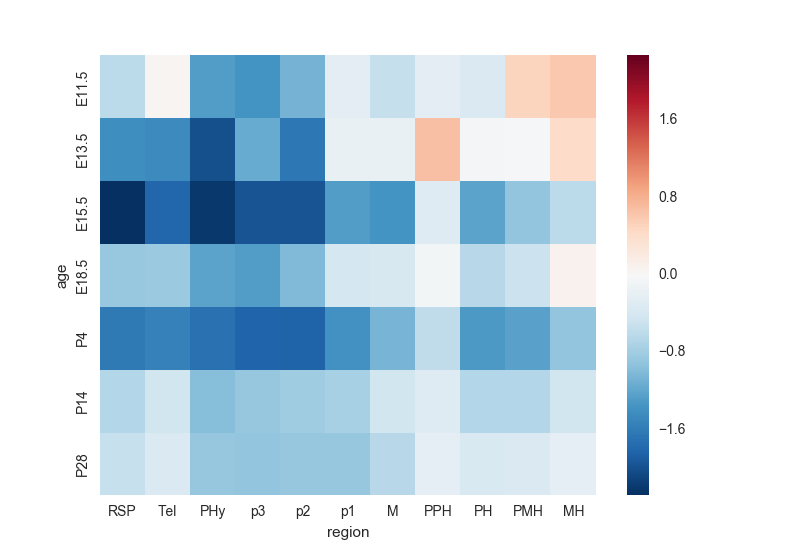 E11.5
E13.5
E15.5
E18.5
P4
P14
P28
age
RSP Tel PHy p3 p2 p1 M PPH PH PMH MH
region
1.6
0.8
0.0
−0.8
−1.6